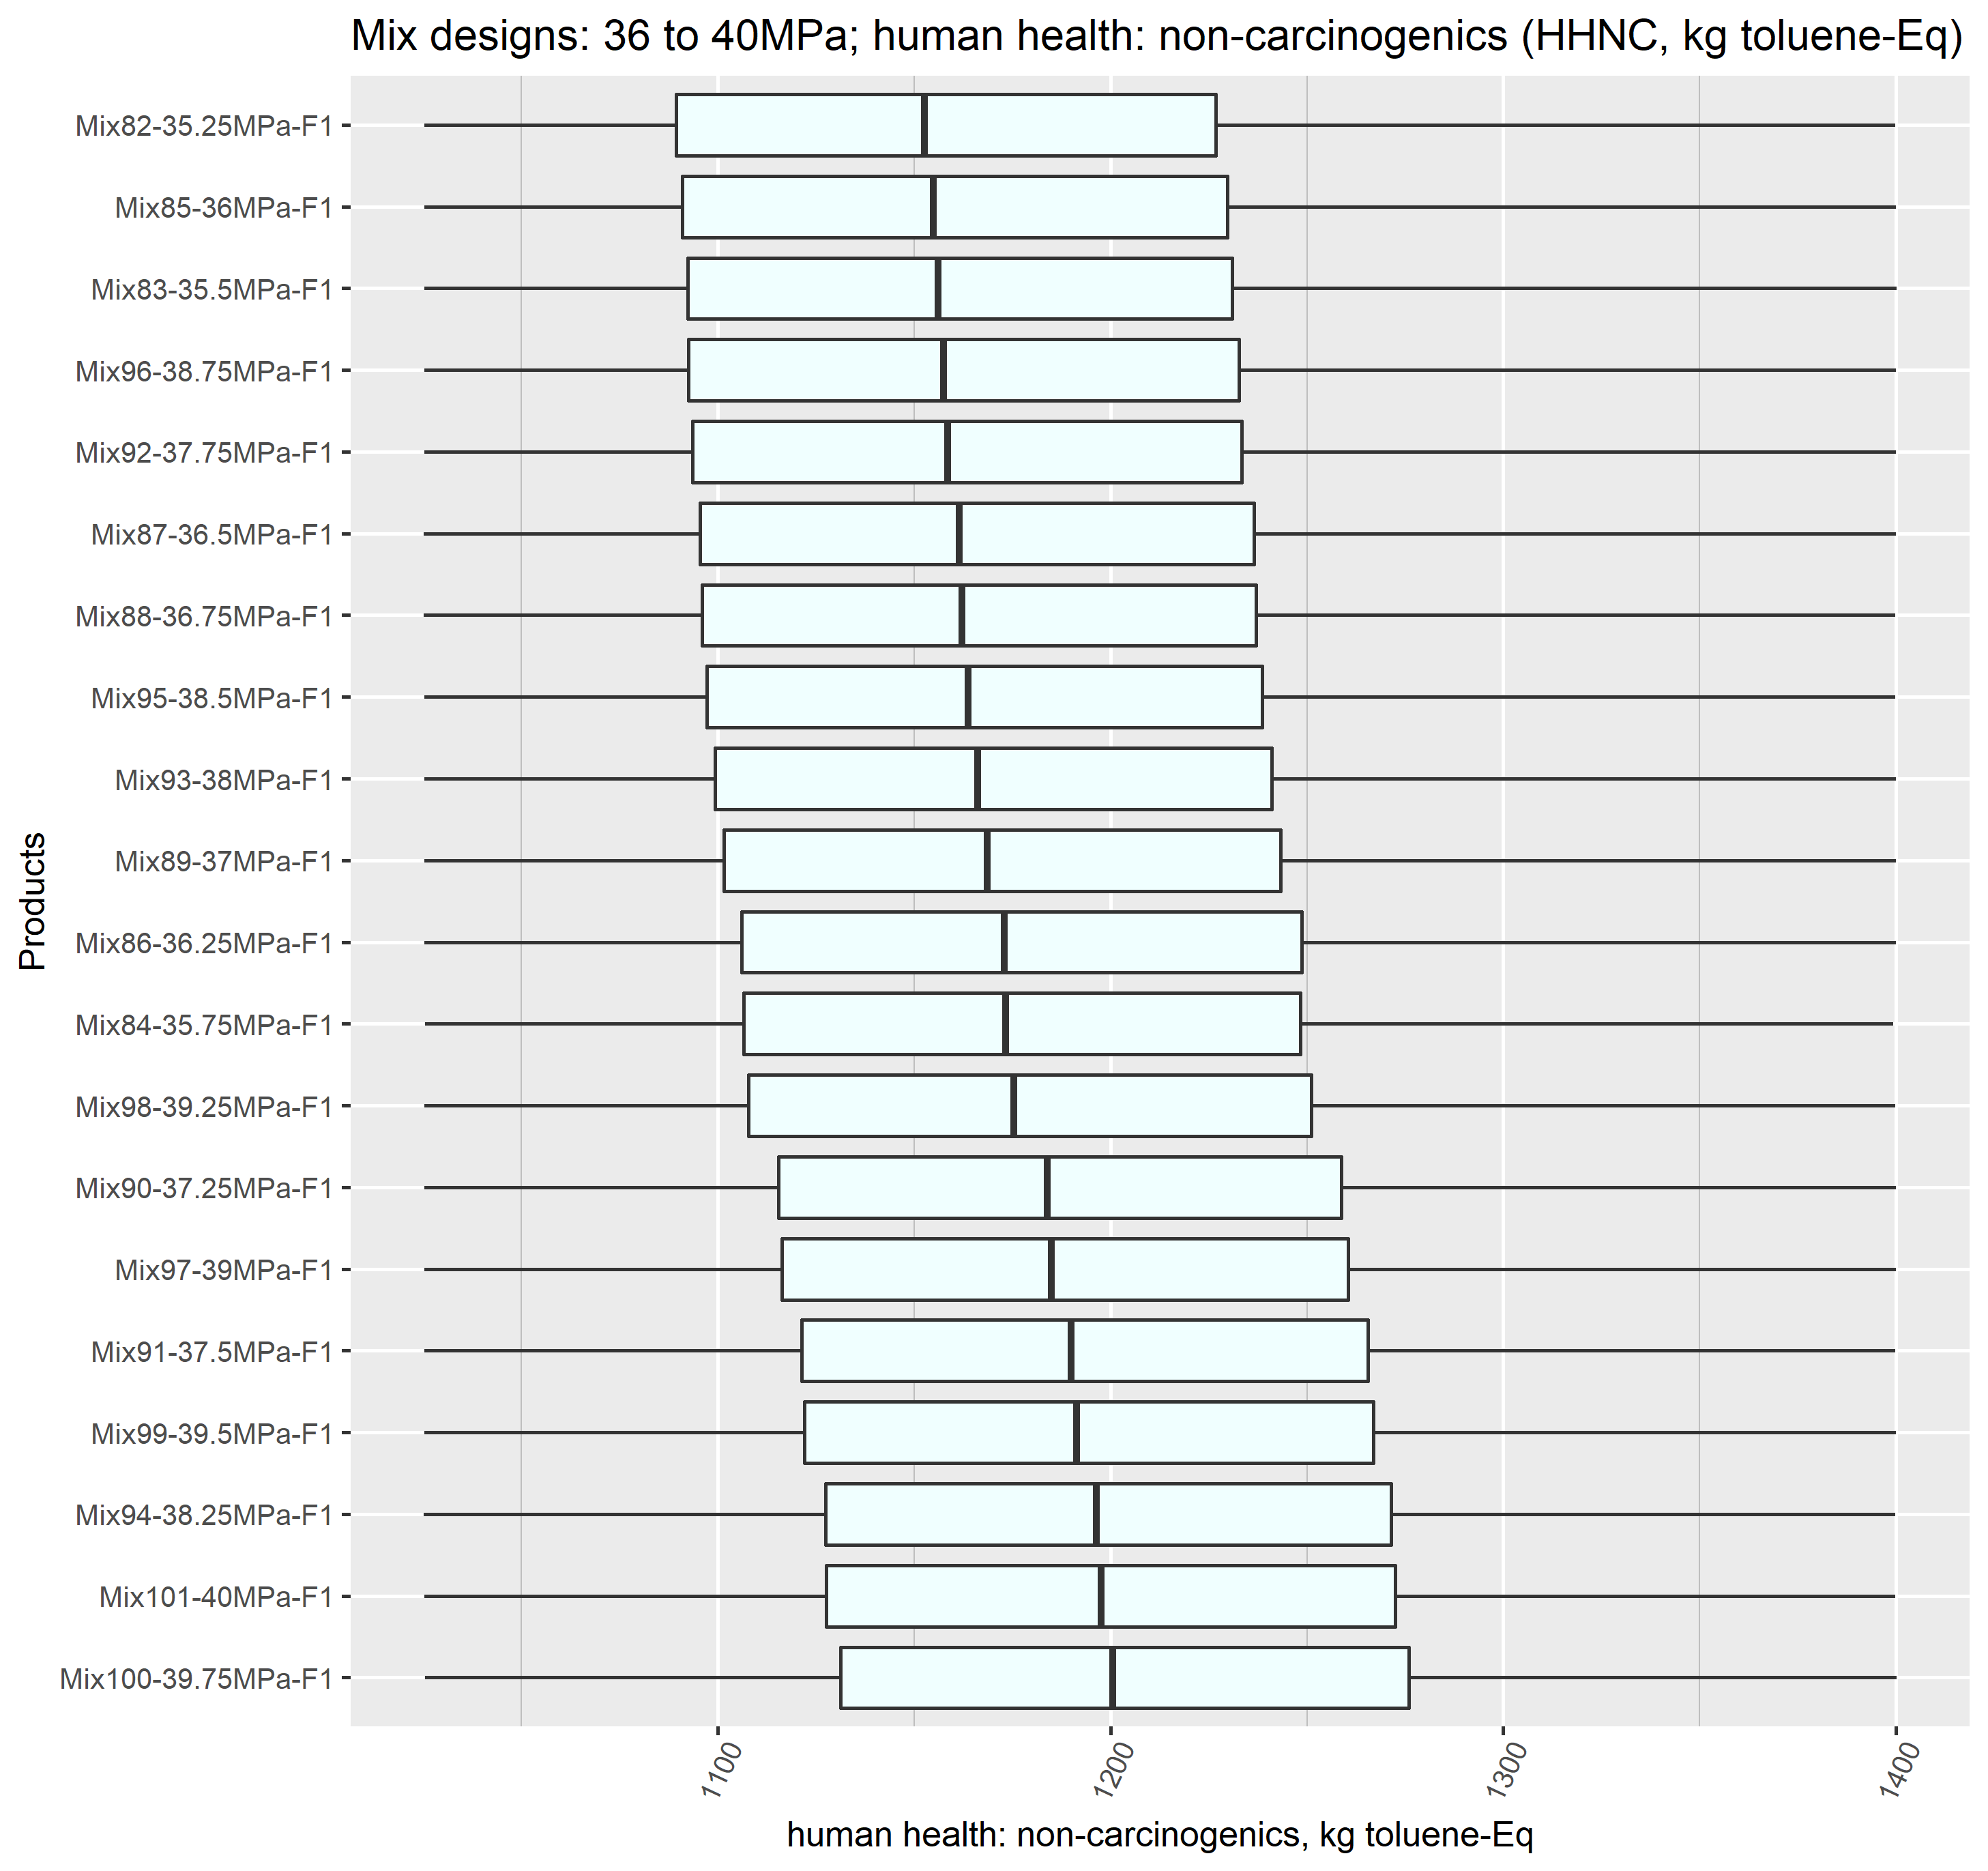 Mix designs: 36 to 40MPa; human health: non-carcinogenics (HHNC, kg toluene-Eq)
Products
Mix82-35.25MPa-F1
Mix85-36MPa-F1
Mix83-35.5MPa-F1
Mix96-38.75MPa-F1
Mix92-37.75MPa-F1
Mix87-36.5MPa-F1
Mix88-36.75MPa-F1
Mix95-38.5MPa-F1
Mix93-38MPa-F1
Mix89-37MPa-F1
Mix86-36.25MPa-F1
Mix84-35.75MPa-F1
Mix98-39.25MPa-F1
Mix90-37.25MPa-F1
Mix97-39MPa-F1
Mix91-37.5MPa-F1
Mix99-39.5MPa-F1
Mix94-38.25MPa-F1
Mix101-40MPa-F1
Mix100-39.75MPa-F1
1100
1200
1300
1400
human health: non-carcinogenics, kg toluene-Eq